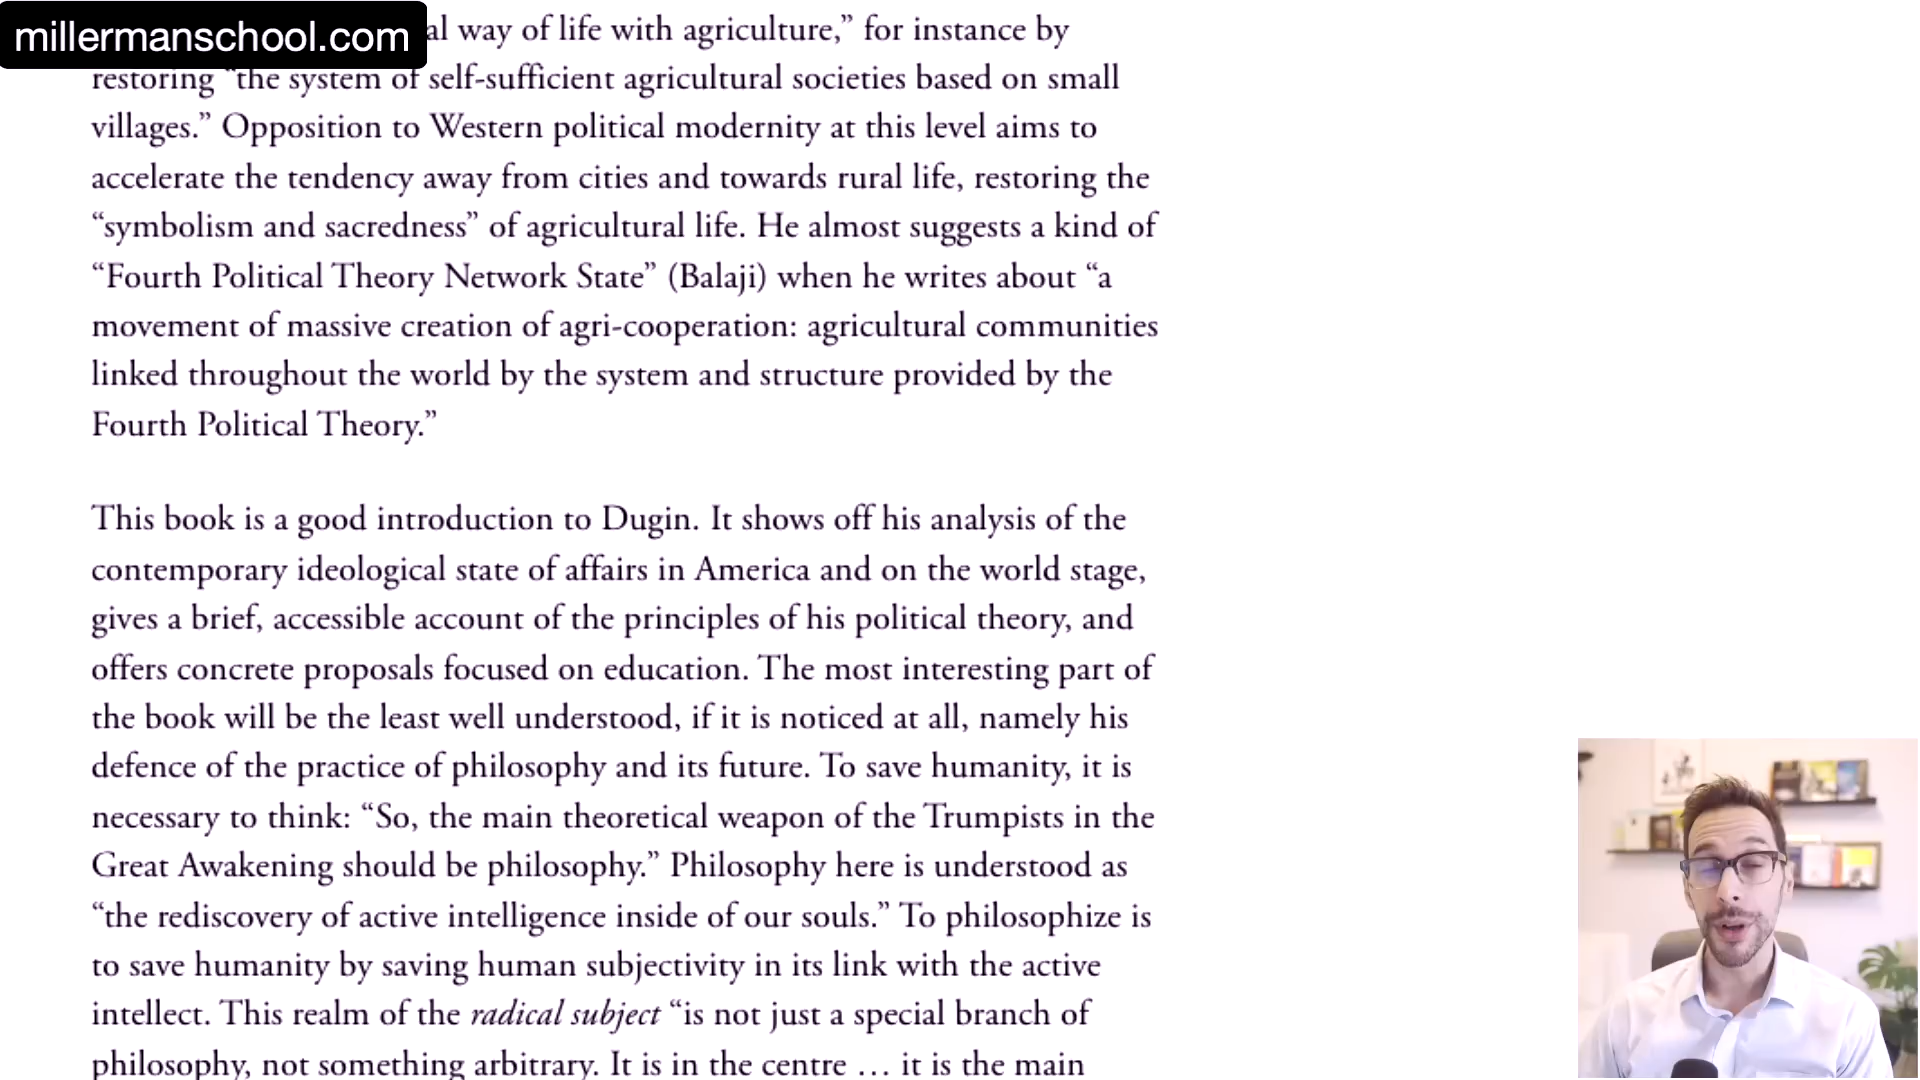 millermanschool.com
al way of life with agriculture,” for instance by
restoring “the system of self-sufficient agricultural societies based on small
villages.” Opposition to Western political modernity at this level aims to
accelerate the tendency away from cities and towards rural life, restoring the
“symbolism and sacredness” of agricultural life. He almost suggests a kind of
“Fourth Political Theory Network State” (Balaji) when he writes about “a
movement of massive creation of agri-cooperation: agricultural communities
linked throughout the world by the system and structure provided by the
Fourth Political Theory.”
This book is a good introduction to Dugin. It shows off his analysis of the
contemporary ideological state of affairs in America and on the world stage,
gives a brief, accessible account of the principles of his political theory, and
offers concrete proposals focused on education. The most interesting part of
the book will be the least well understood, if it is noticed at all, namely his
defence of the practice of philosophy and its future. To save humanity, it is
necessary to think: “So, the main theoretical weapon of the Trumpists in the
Great Awakening should be philosophy.” Philosophy here is understood as
“the rediscovery of active intelligence inside of our souls.” To philosophize is
to save humanity by saving human subjectivity in its link with the active
intellect. This realm of the radical subject “is not just a special branch of
philosophy, not something arbitrary. It is in the centre … it is the main